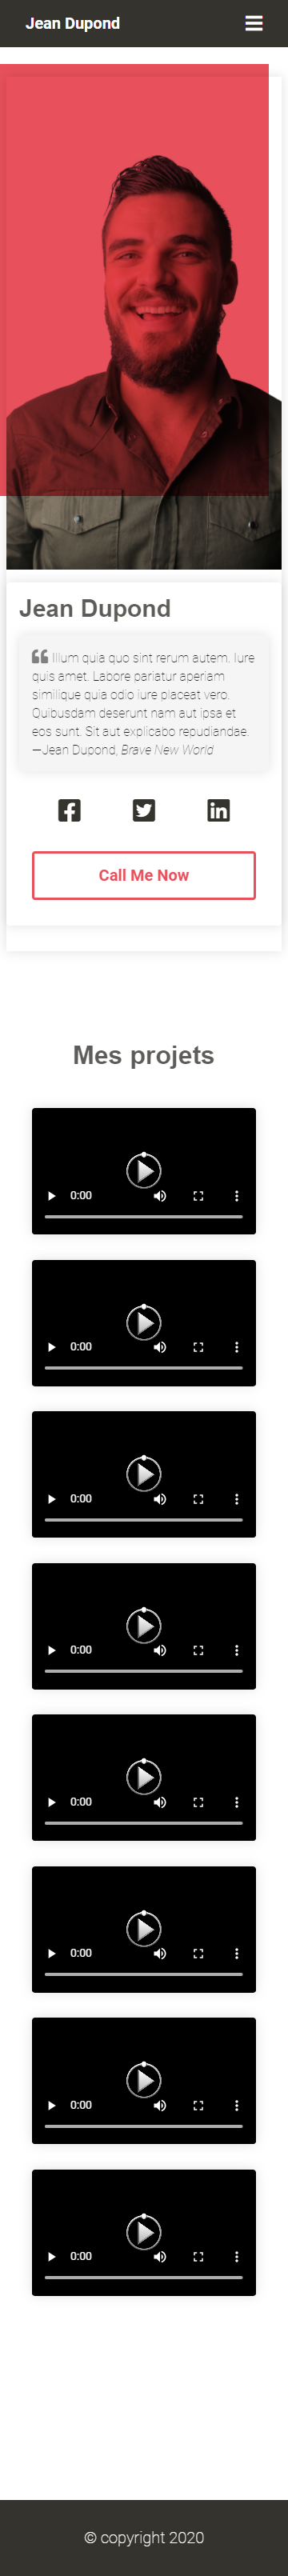 Jean Dupond
Jean Dupond
Illum quia quo sint rerum autem. Iure
quis amet. Labore pariatur aperiam
similique quia odio iure placeat vero.
Quibusdam deserunt nam aut ipsa et
eos sunt. Sit aut explicabo repudiandae.
—Jean Dupond, Brave New World
Call Me Now
Mes projets
0:00
0:00
0:00
0:00
0:00
0:00
0:00
0:00
© copyright 2020